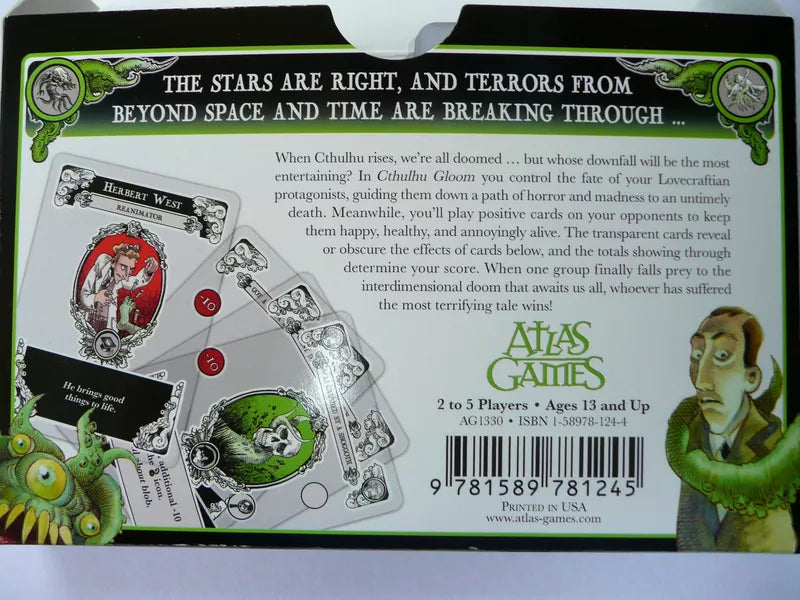 THE STARS ARE RIGHT, AND TERRORS FROM
BEYOND SPACE AND TIME ARE BREAKING THROUGH ...
When Cthulhu rises, we're all doomed ... but whose downfall will be the most
entertaining? In Cthulhu Gloom you control the fate of your Lovecraftian
protagonists, guiding them down a path of horror and madness to an untimely
death. Meanwhile, you'll play positive cards on your opponents to keep
them happy, healthy, and annoyingly alive. The transparent cards reveal
or obscure the effects of cards below, and the totals showing through
determine your score. When one group finally falls prey to the
interdimensional doom that awaits us all, whoever has suffered
the most terrifying tale wins!
HERBERT WEST
REANIMATOR
-10
-10
He brings good
things to life.
BY A SHOGGOTH
additional -10
icon.
about blob.
ATLAS
GAMES
2 to 5 Players • Ages 13 and Up
AG1330 • ISBN 1-58978-124-4
9 781589 781245
PRINTED IN USA
www.atlas-games.com